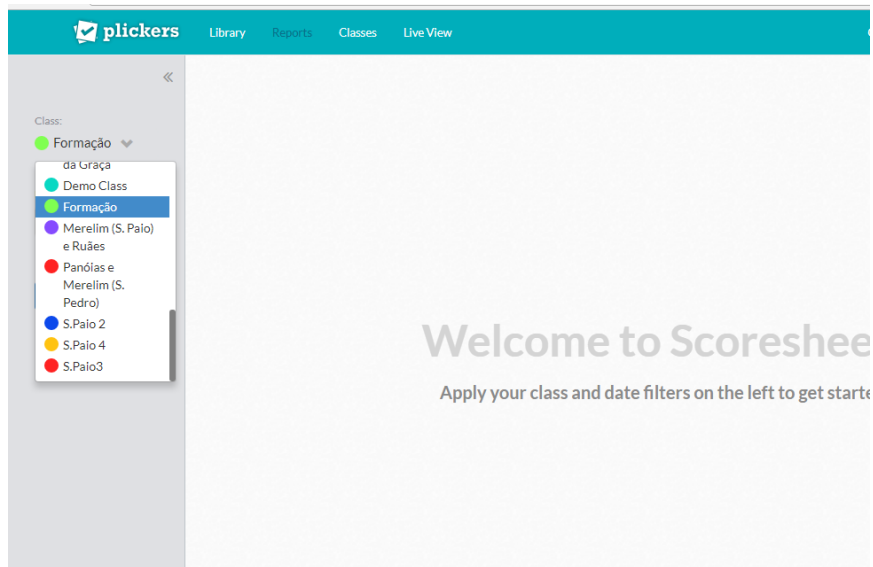 plickers Library Reports Classes Live View
Class:
Formação
da Graça
Demo Class
Formação
Merelim (S. Paio)
e Ruães
Panóias e
Merelim (S.
Pedro)
S.Paio 2
S.Paio 4
S.Paio3
Welcome to Scoreshee
Apply your class and date filters on the left to get starte